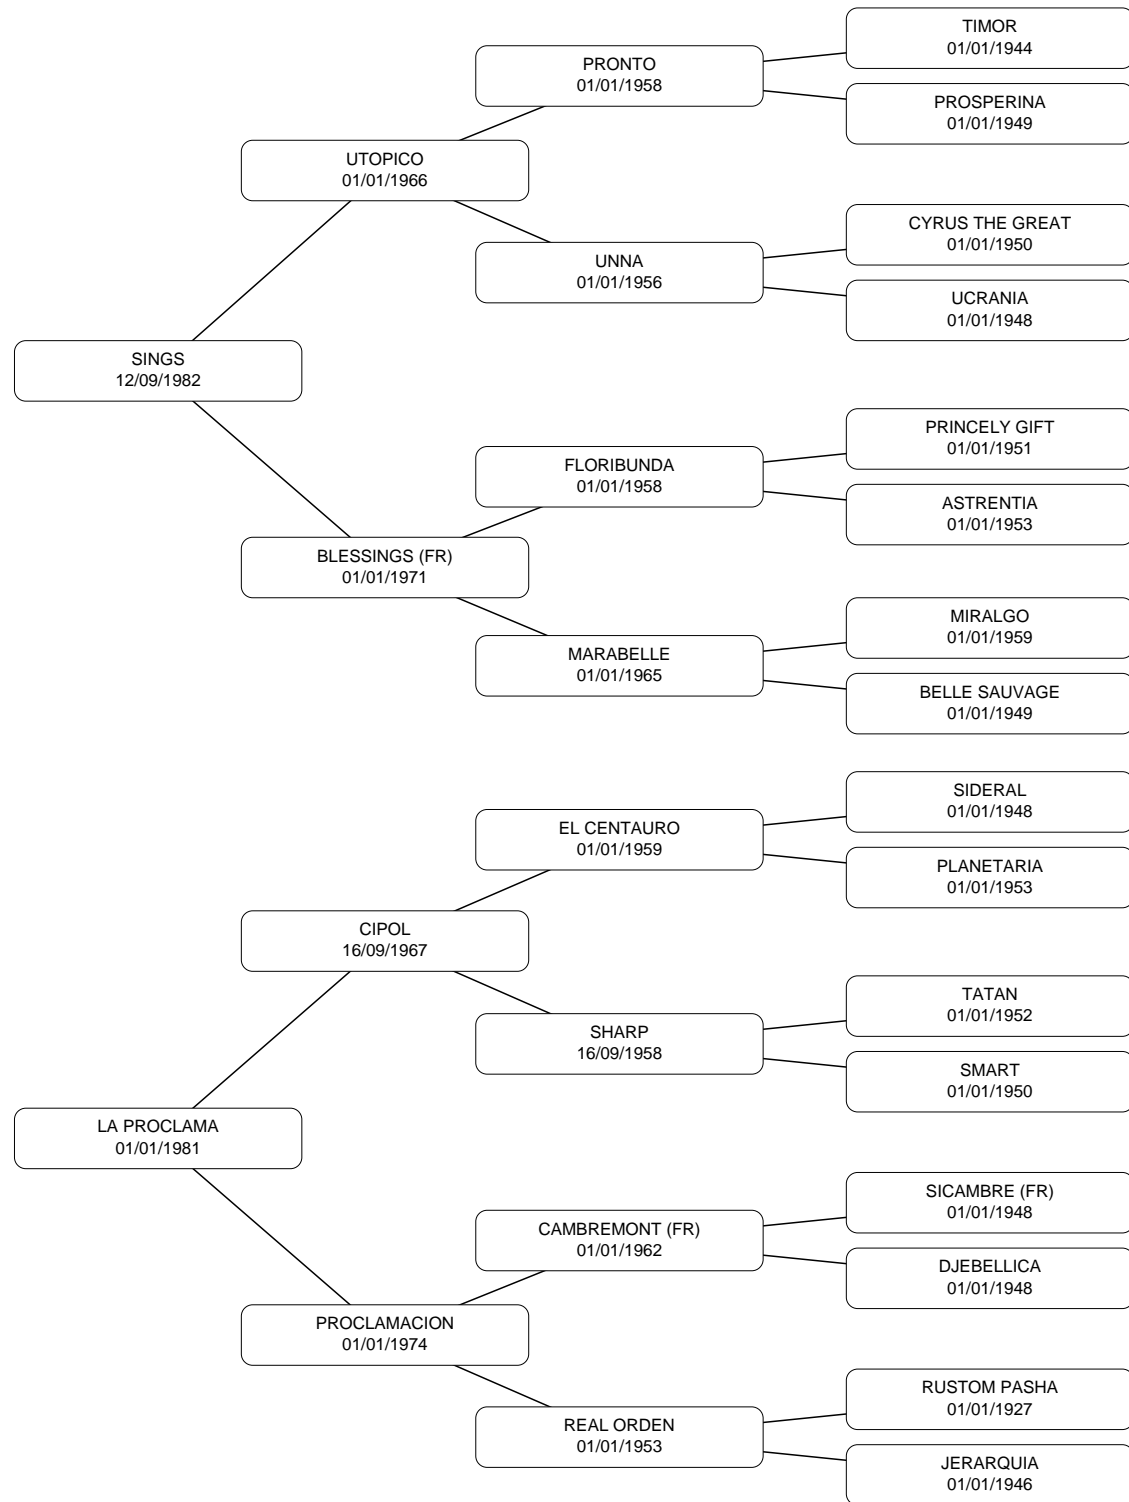 TIMOR
01/01/1944
PRONTO
01/01/1958
PROSPERINA
01/01/1949
UTOPICO
01/01/1966
CYRUS THE GREAT
01/01/1950
UNNA
01/01/1956
UCRANIA
01/01/1948
SINGS
12/09/1982
PRINCELY GIFT
01/01/1951
FLORIBUNDA
01/01/1958
ASTRENTIA
01/01/1953
BLESSINGS (FR)
01/01/1971
MIRALGO
01/01/1959
MARABELLE
01/01/1965
BELLE SAUVAGE
01/01/1949
SIDERAL
01/01/1948
EL CENTAURO
01/01/1959
PLANETARIA
01/01/1953
CIPOL
16/09/1967
TATAN
01/01/1952
SHARP
16/09/1958
SMART
01/01/1950
LA PROCLAMA
01/01/1981
SICAMBRE (FR)
01/01/1948
CAMBREMONT (FR)
01/01/1962
DJEBELLICA
01/01/1948
PROCLAMACION
01/01/1974
RUSTOM PASHA
01/01/1927
REAL ORDEN
01/01/1953
JERARQUIA
01/01/1946